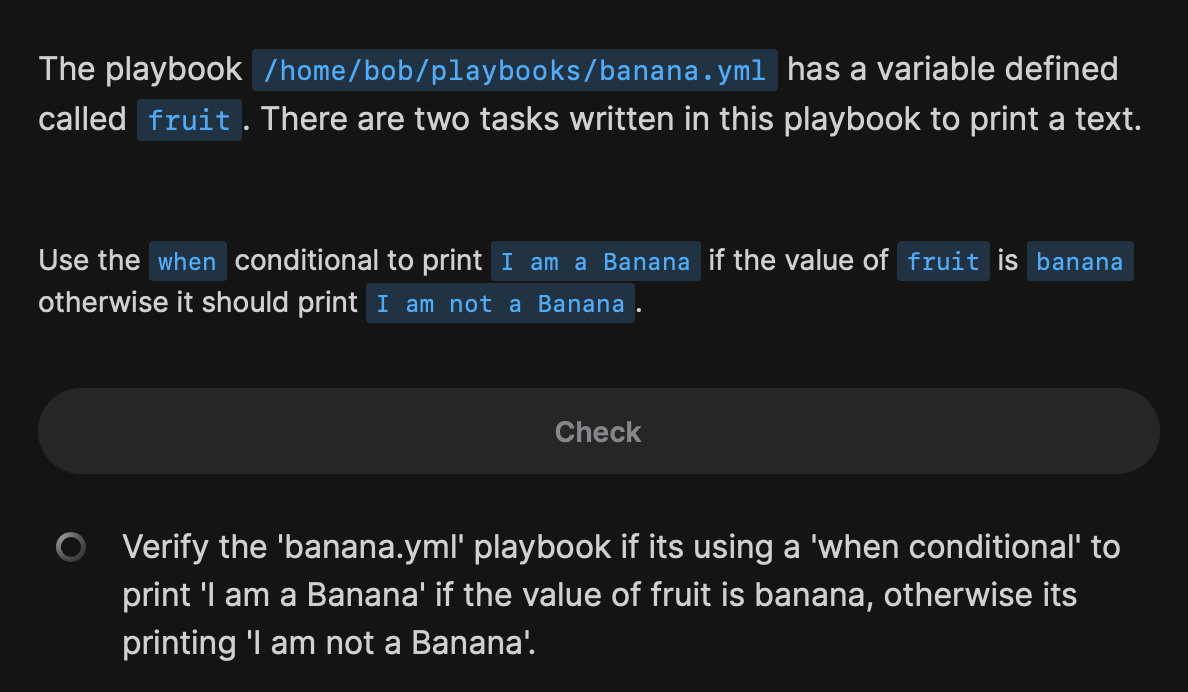 The playbook /home/bob/playbooks/banana.yml has a variable defined
called fruit. There are two tasks written in this playbook to print a text.
Use the when conditional to print I am a Banana if the value of fruit is banana
otherwise it should print I am not a Banana.
Check
Verify the 'banana.yml' playbook if its using a 'when conditional' to
print 'I am a Banana' if the value of fruit is banana, otherwise its
printing 'I am not a Banana'.